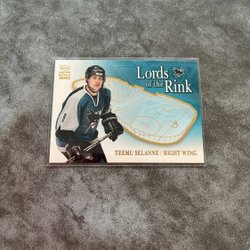 Lords
of the
Rink
TEEMU SELANNE / RIGHT WING